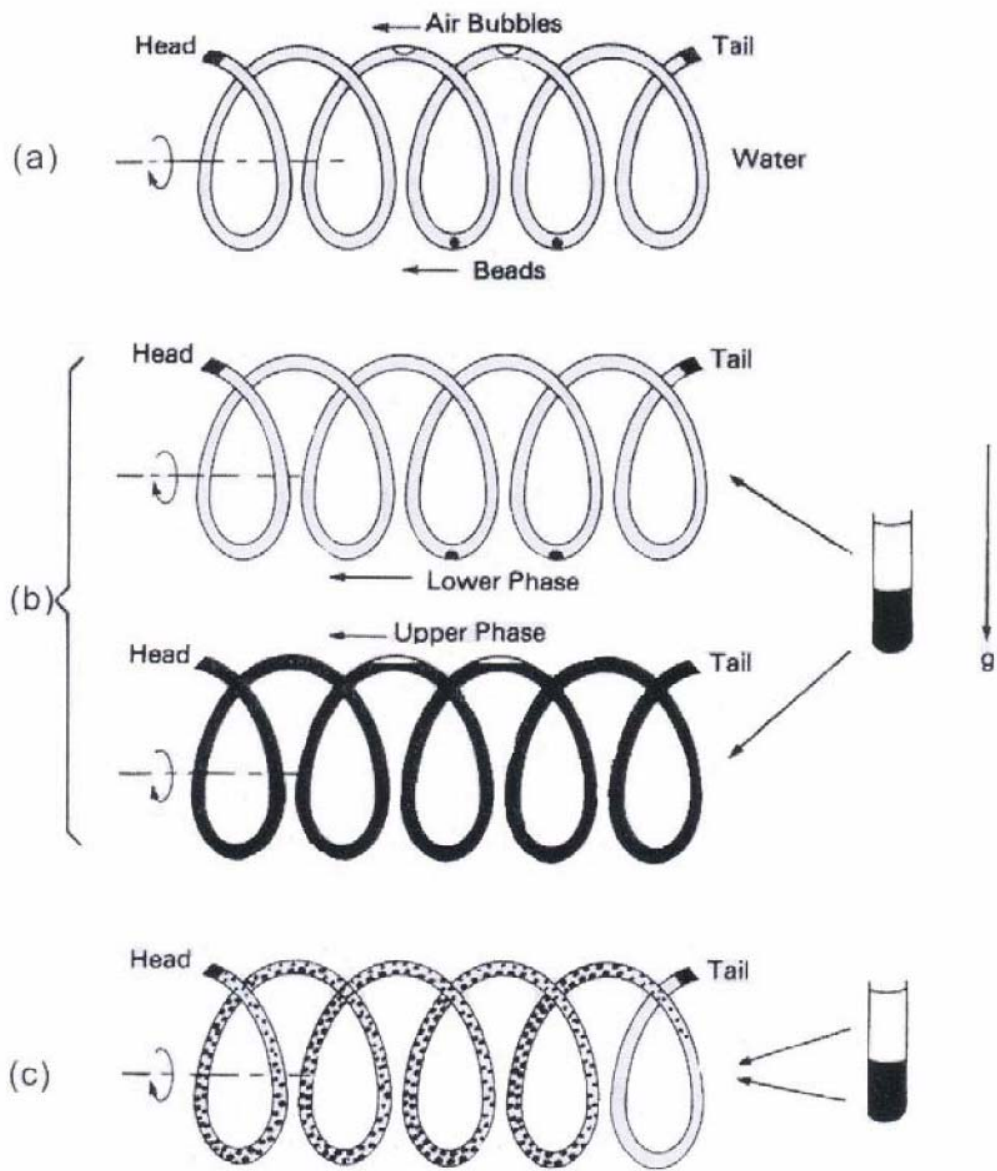 Air Bubbles
Head
Tail
(a)
Water
Beads
Head
Tail
Lower Phase
(b)
Upper Phase
Head
Tail
g
Head
Tail
(c)